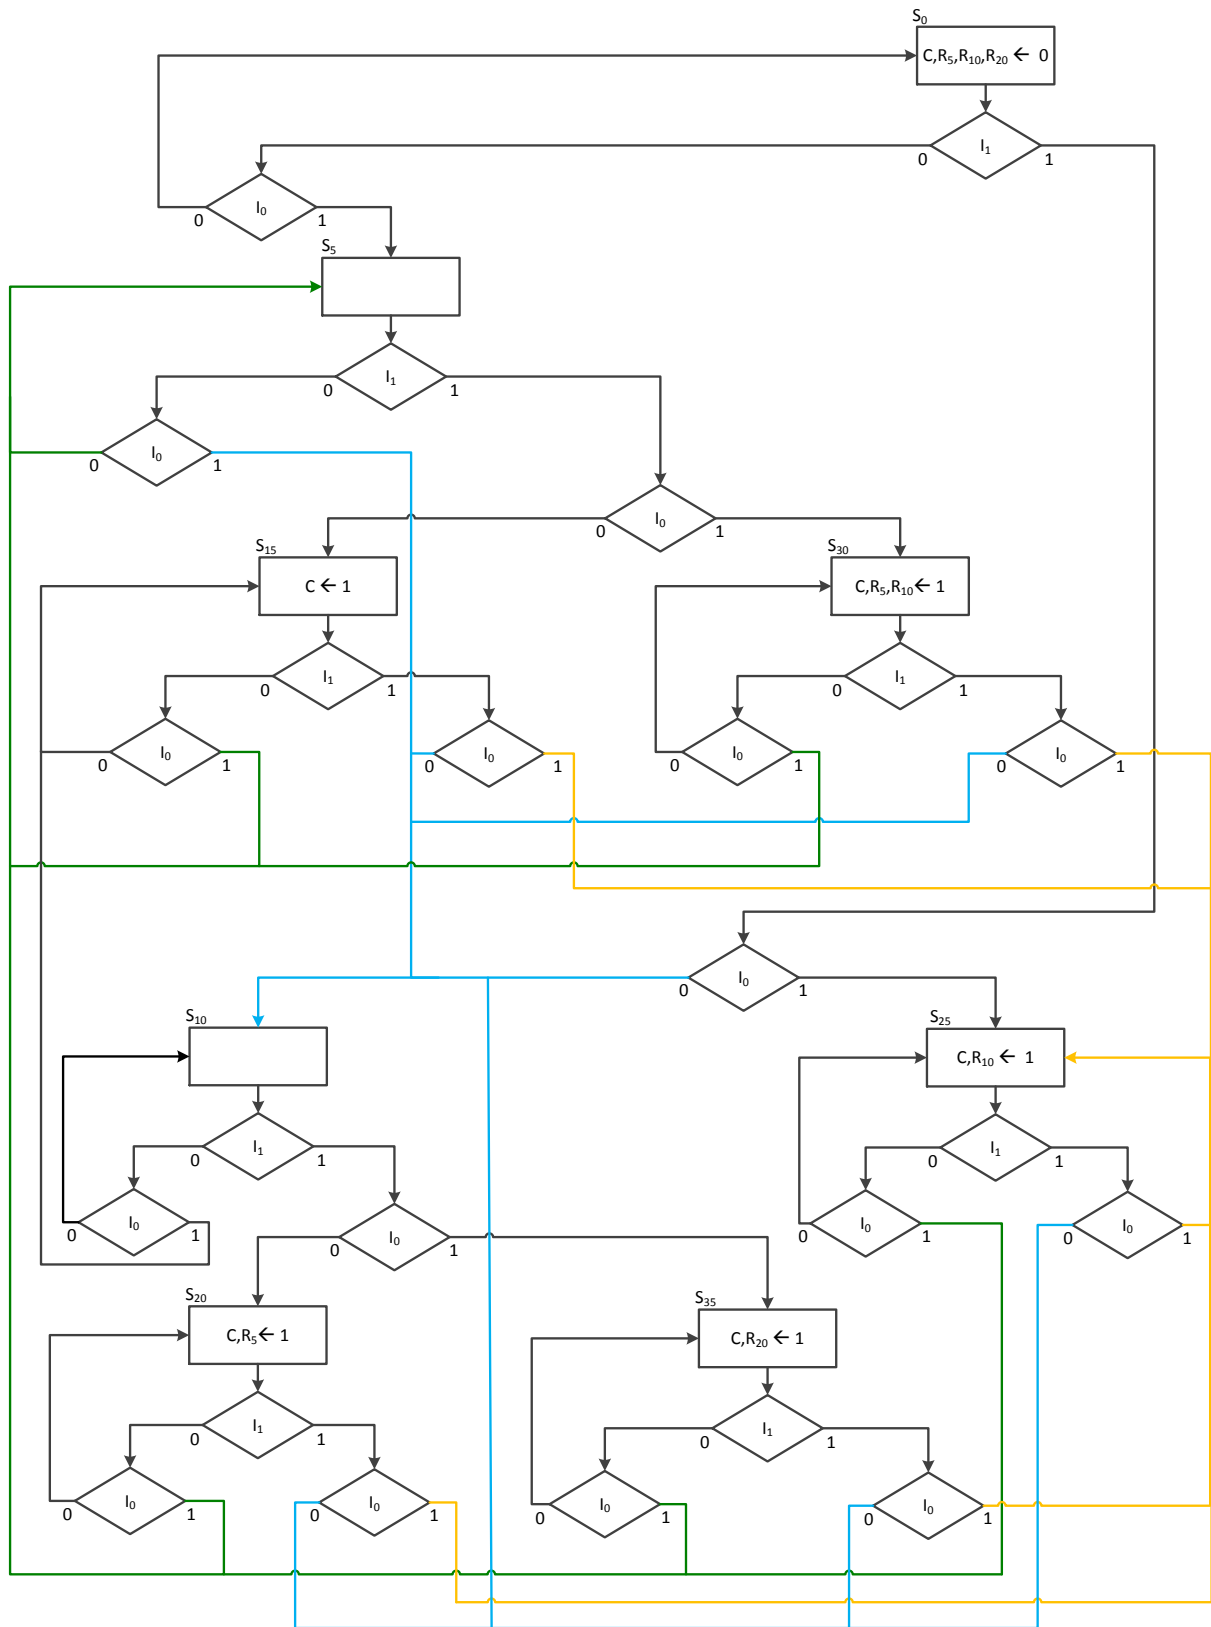 S₀
C,R₅,R₁₀,R₂₀ ← 0
I₁
0 1
I₀
0 1
S₅
I₁
0 1
I₀
0 1
I₀
0 1
S₁₅
C ← 1
S₃₀
C,R₅,R₁₀ ← 1
I₁
0 1
I₁
0 1
I₀
0 1
I₀
0 1
I₀
0 1
I₀
0 1
I₀
0 1
S₁₀
S₂₅
C,R₁₀ ← 1
I₁
0 1
I₁
0 1
I₀
0 1
I₀
0 1
I₀
0 1
I₀
0 1
S₂₀
C,R₅ ← 1
S₃₅
C,R₂₀ ← 1
I₁
0 1
I₁
0 1
I₀
0 1
I₀
0 1
I₀
0 1
I₀
0 1